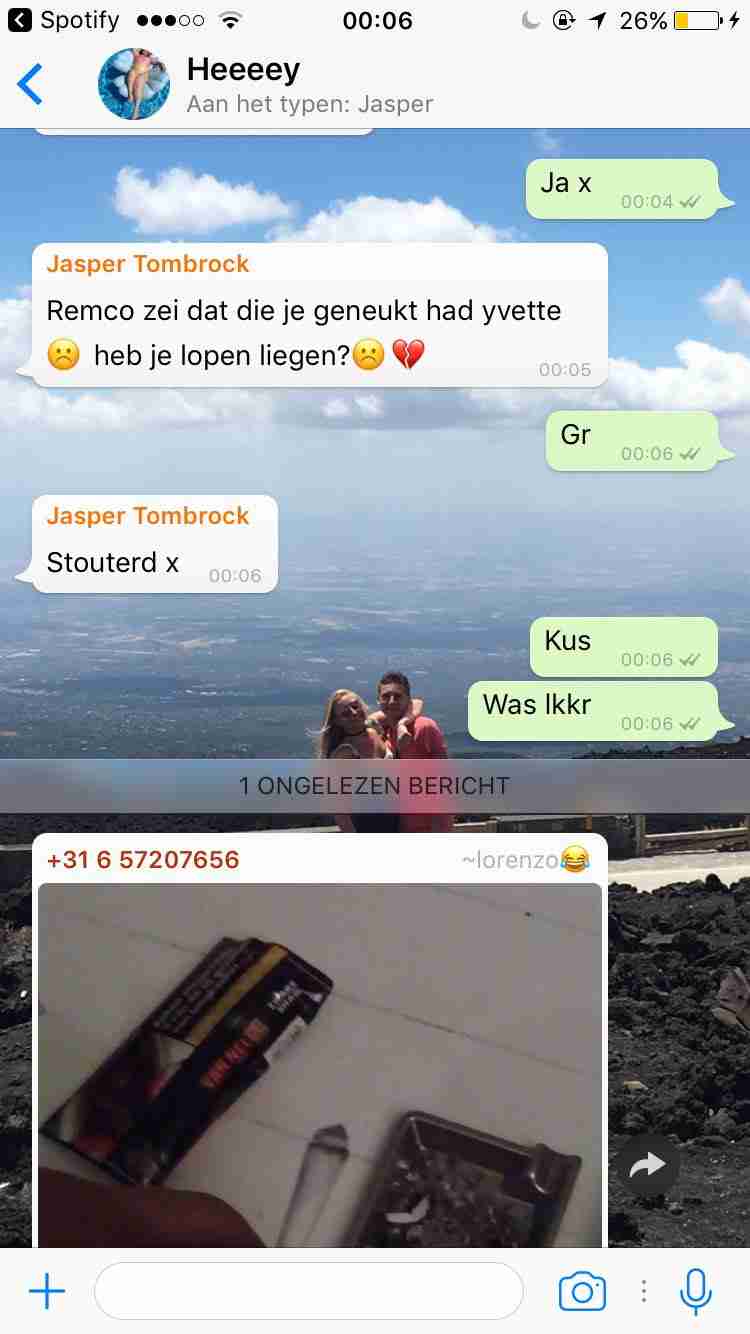 Spotify 00:06 26%
Heeeey
Aan het typen: Jasper
Ja x 00:04
Jasper Tombrock
Remco zei dat die je geneukt had yvette
☹️ heb je lopen liegen?☹️💔 00:05
Gr 00:06
Jasper Tombrock
Stouterd x 00:06
Kus 00:06
Was lkkr 00:06
1 ONGELEZEN BERICHT
+31 6 57207656 ~lorenzo😂
VAN NELLE